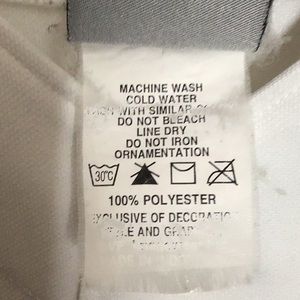 MACHINE WASH
COLD WATER
WITH SIMILAR
DO NOT BLEACH
LINE DRY
DO NOT IRON
ORNAMENTATION
30°C
100% POLYESTER
EXCLUSIVE OF DECORATIO
AND